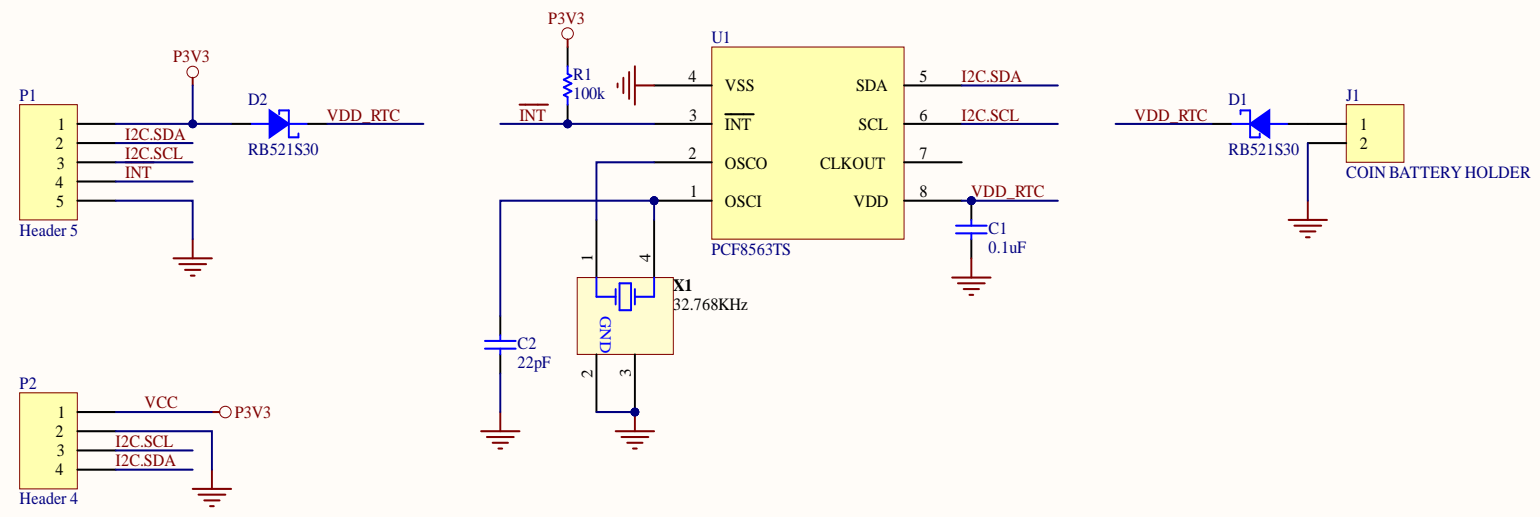 P1
1
2
3
4
5
Header 5
P3V3
I2C.SDA
I2C.SCL
INT
D2
RB521S30
VDD_RTC
P2
1
2
3
4
Header 4
VCC
P3V3
I2C.SCL
I2C.SDA
P3V3
R1
100k
INT
U1
4 VSS SDA 5 I2C.SDA
3 INT SCL 6 I2C.SCL
2 OSCO CLKOUT 7
1 OSCI VDD 8 VDD_RTC
PCF8563TS
C1
0.1uF
1
4
X1
32.768KHz
GND
2
3
C2
22pF
VDD_RTC
D1
RB521S30
J1
1
2
COIN BATTERY HOLDER